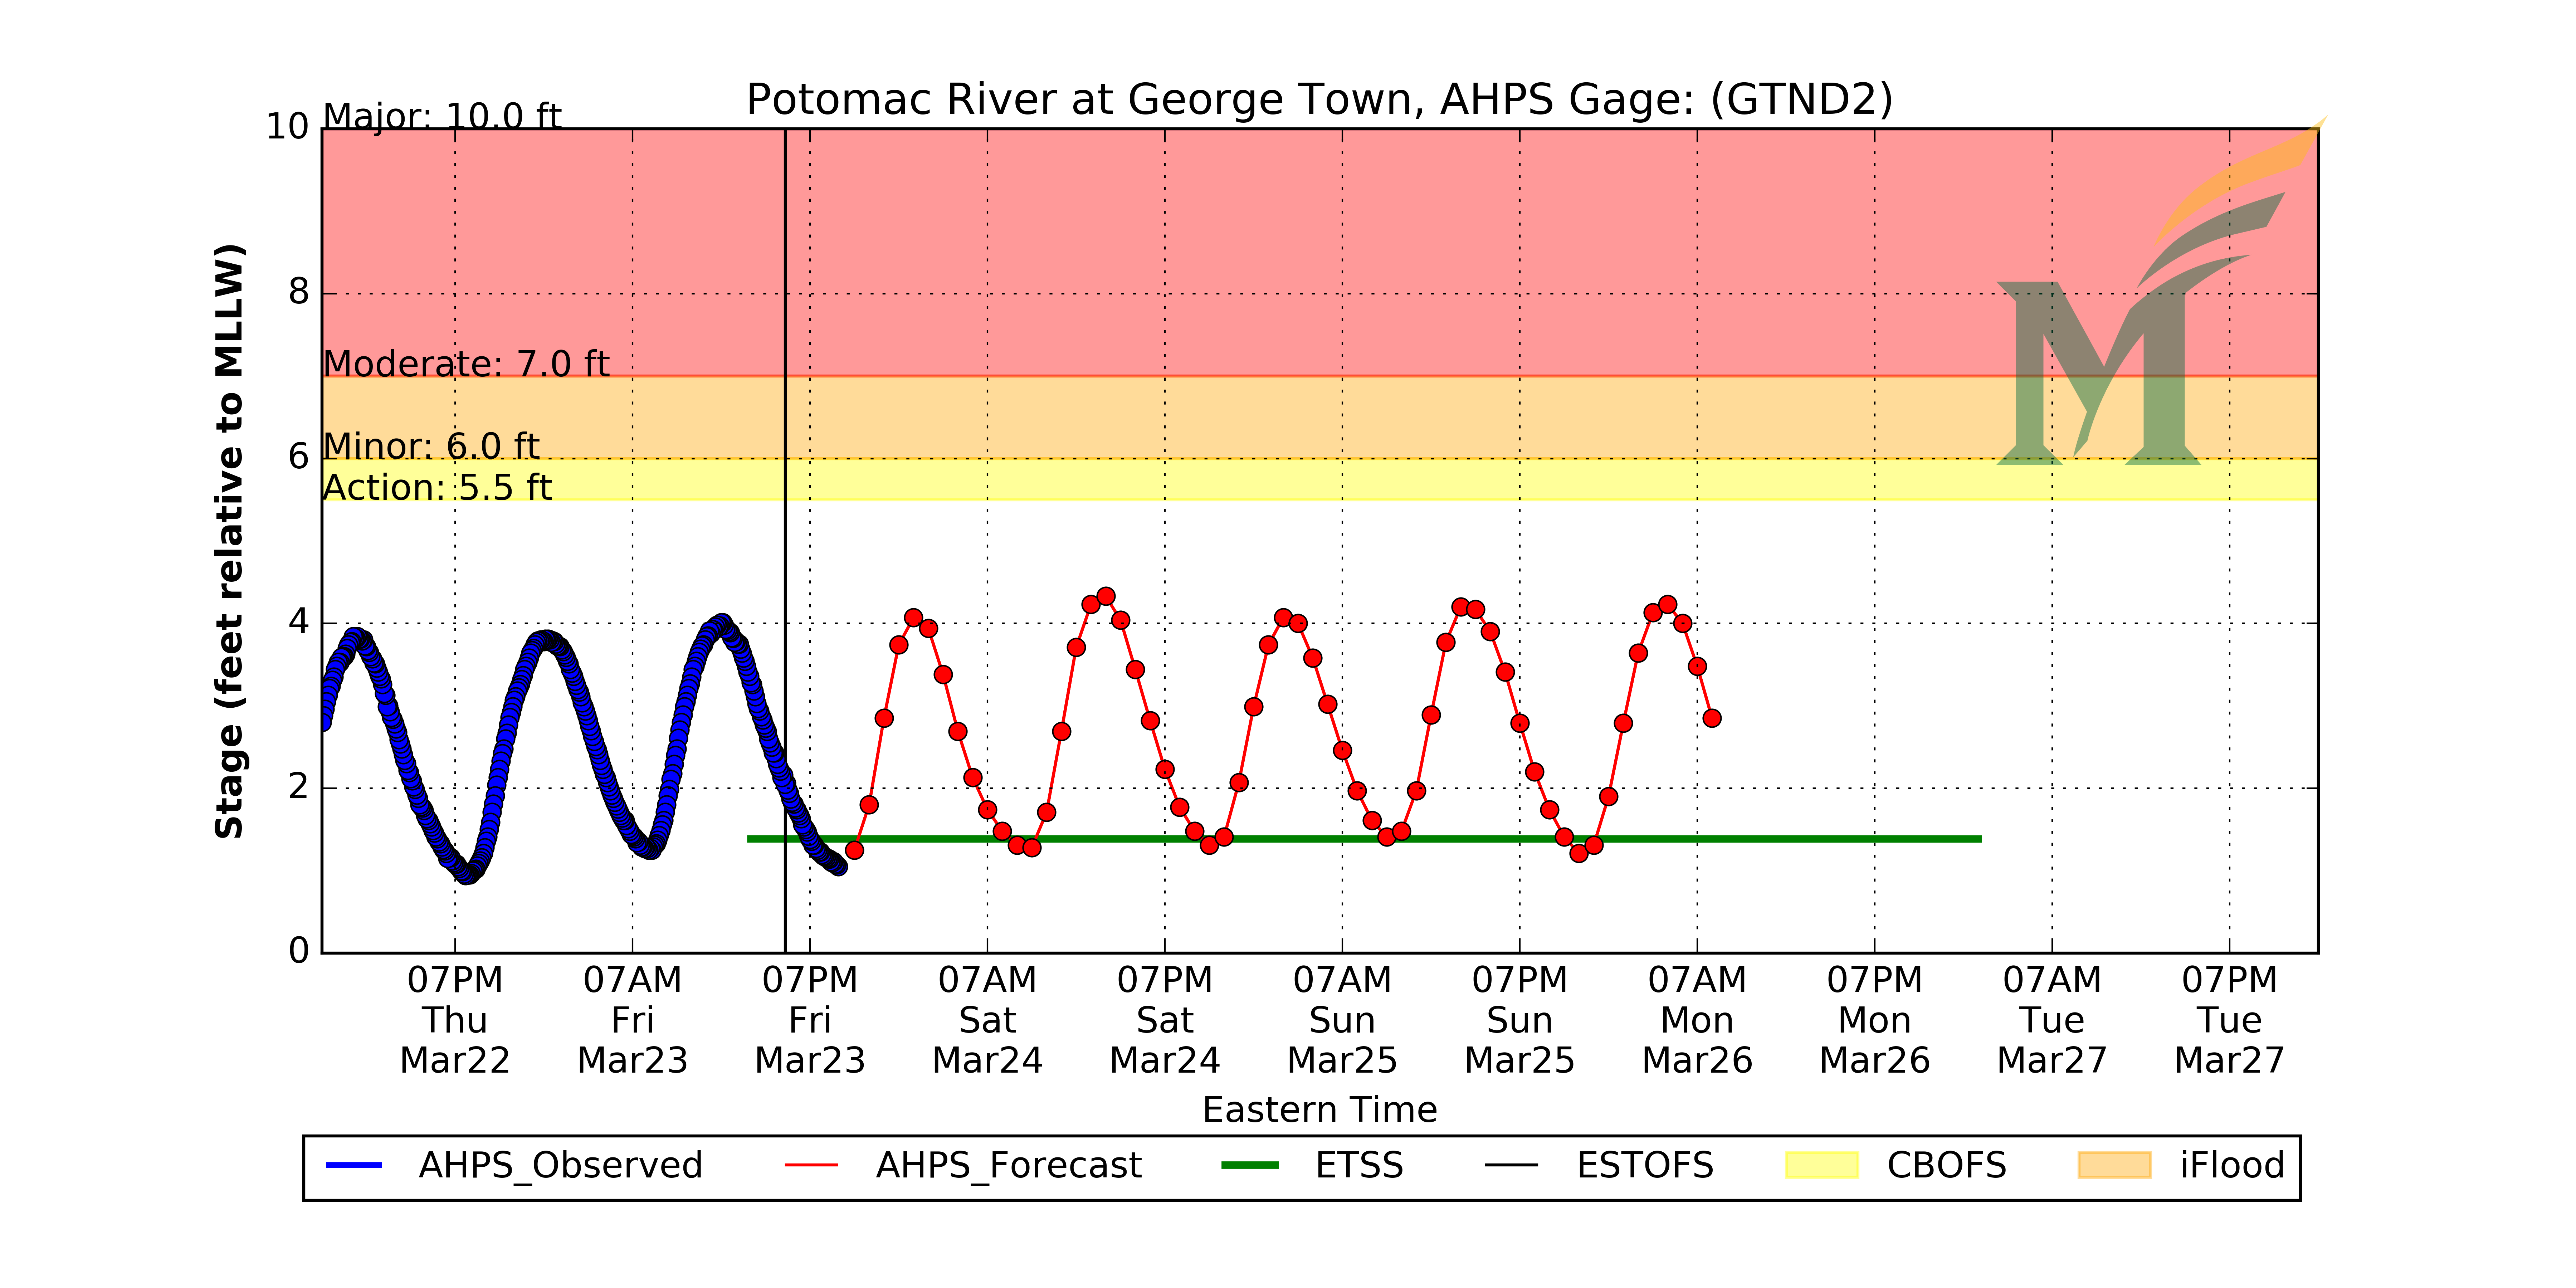 Potomac River at George Town, AHPS Gage: (GTND2)
Major: 10.0 ft
Moderate: 7.0 ft
Minor: 6.0 ft
Action: 5.5 ft
Stage (feet relative to MLLW)
10
8
6
4
2
0
07PM 07AM 07PM 07AM 07PM 07AM 07PM 07AM 07PM 07AM 07PM
Thu Fri Fri Sat Sat Sun Sun Mon Mon Tue Tue
Mar22 Mar23 Mar23 Mar24 Mar24 Mar25 Mar25 Mar26 Mar26 Mar27 Mar27
Eastern Time
AHPS_Observed AHPS_Forecast ETSS ESTOFS CBOFS iFlood
M